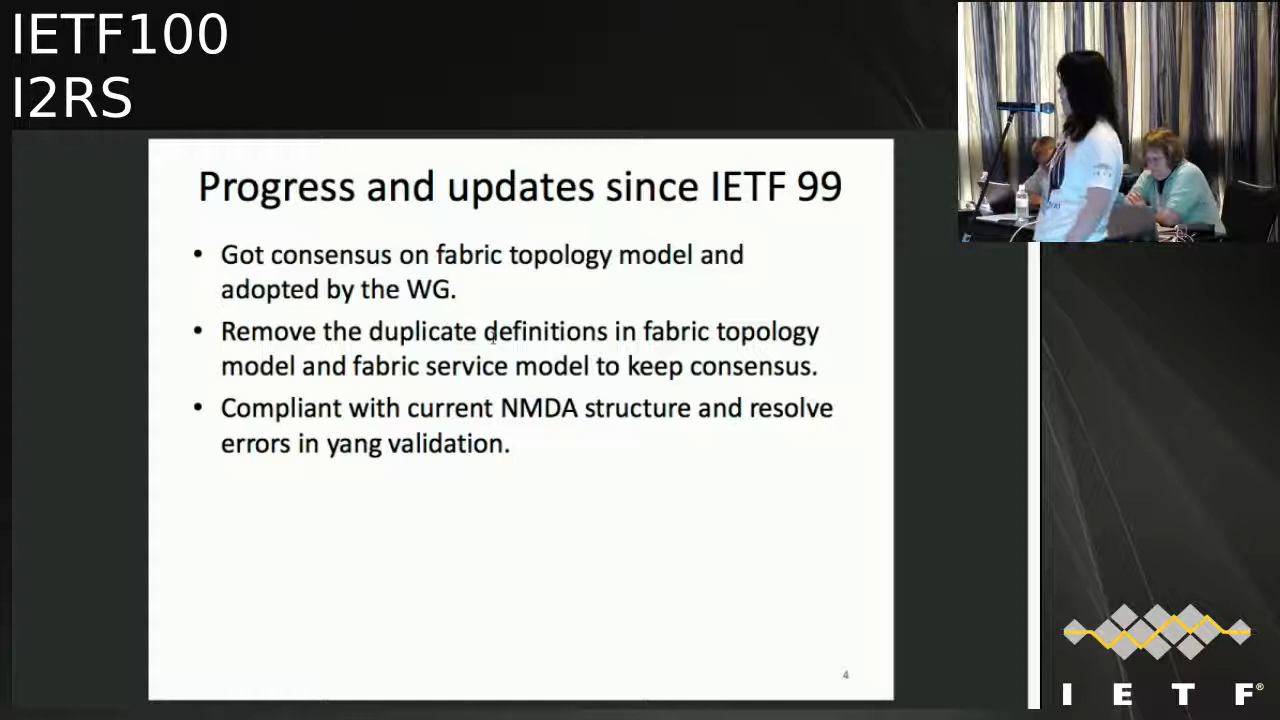 IETF100
I2RS
Progress and updates since IETF 99
• Got consensus on fabric topology model and
adopted by the WG.
• Remove the duplicate definitions in fabric topology
model and fabric service model to keep consensus.
• Compliant with current NMDA structure and resolve
errors in yang validation.
4
I E T F®